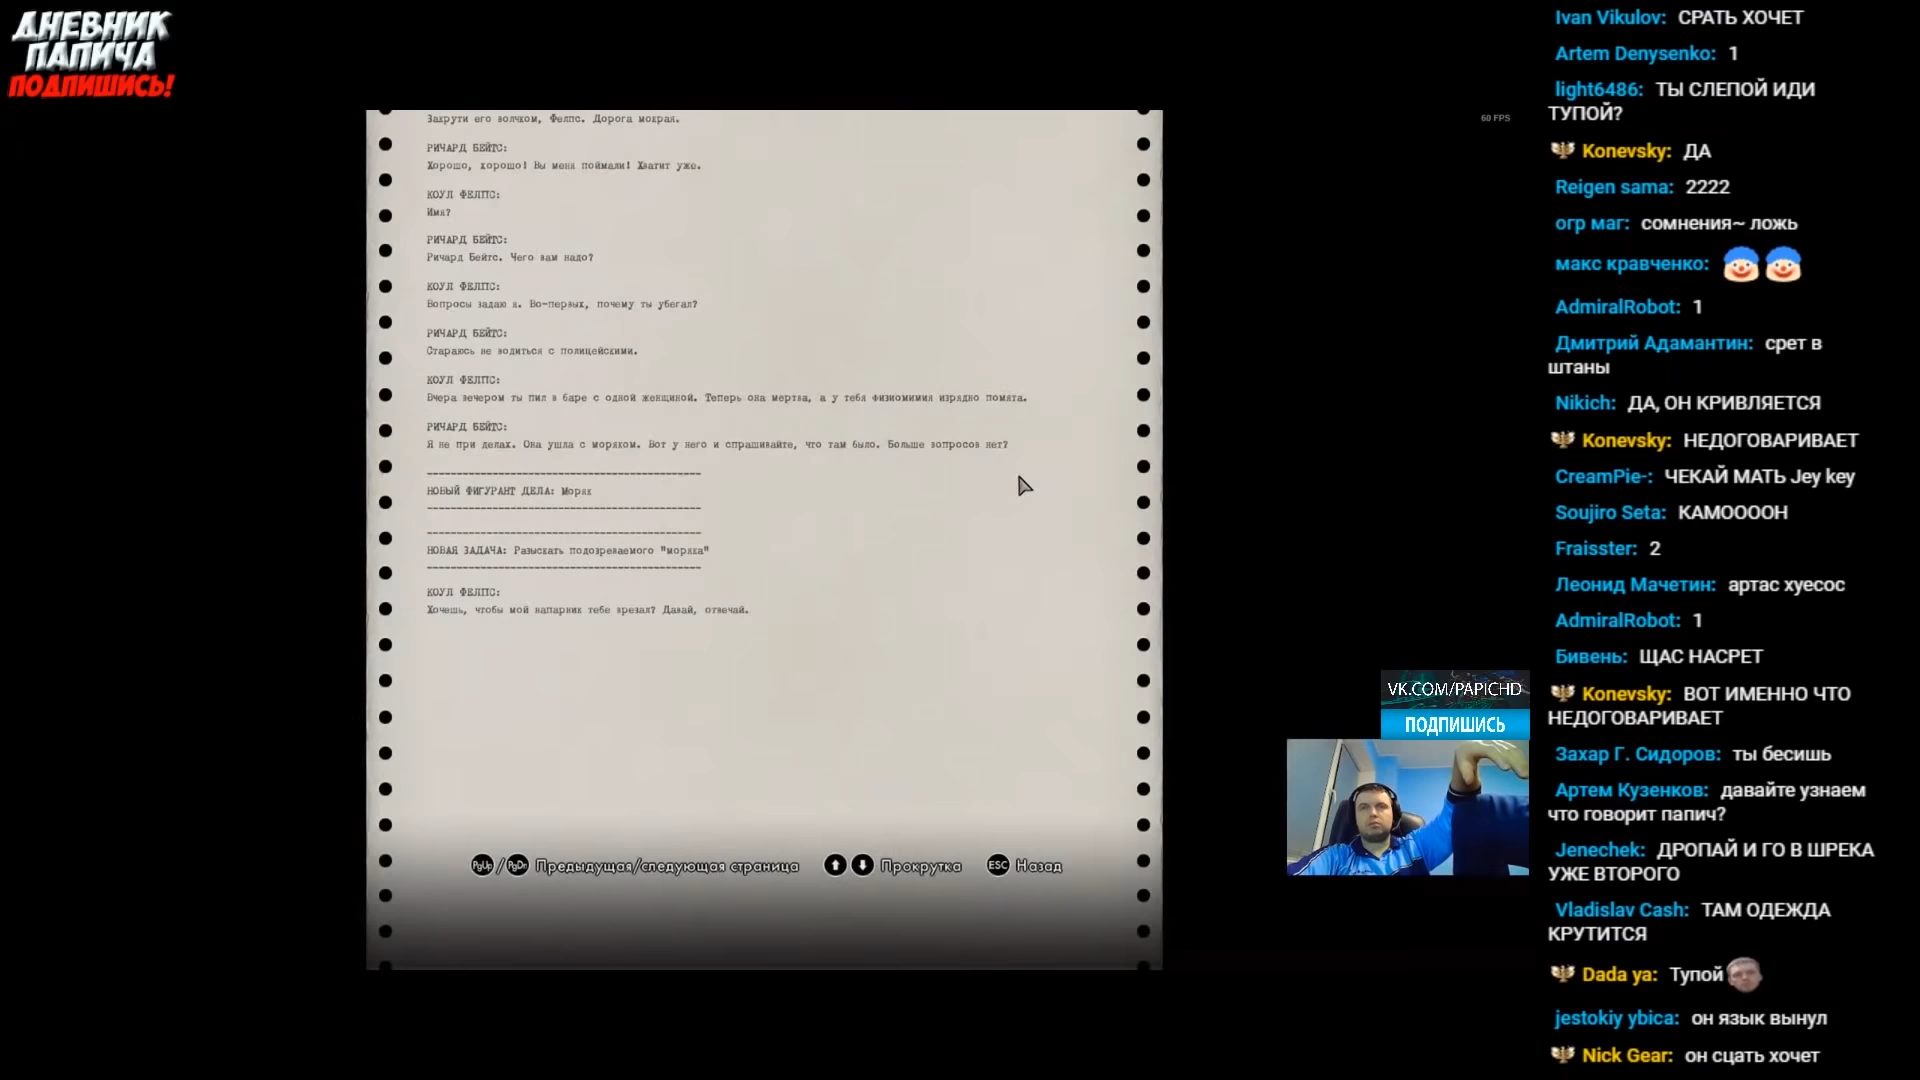 ДНЕВНИК
ПАПИЧА
ПОДПИШИСЬ!
Закрути его волчком, Фелпс. Дорога мокрая.
РИЧАРД БЕЙТС:
Хорошо, хорошо! Вы меня поймали! Хватит уже.
КОУЛ ФЕЛПС:
Имя?
РИЧАРД БЕЙТС:
Ричард Бейтс. Чего вам надо?
КОУЛ ФЕЛПС:
Вопросы задаю я. Во-первых, почему ты убегал?
РИЧАРД БЕЙТС:
Стараюсь не водиться с полицейскими.
КОУЛ ФЕЛПС:
Вчера вечером ты пил в баре с одной женщиной. Теперь она мертва, а у тебя физиомимия изрядно помята.
РИЧАРД БЕЙТС:
Я не при делах. Она ушла с моряком. Вот у него и спрашивайте, что там было. Больше вопросов нет?
НОВЫЙ ФИГУРАНТ ДЕЛА: Моряк
НОВАЯ ЗАДАЧА: Разыскать подозреваемого "моряка"
КОУЛ ФЕЛПС:
Хочешь, чтобы мой напарник тебе врезал? Давай, отвечай.
PgUp/PgDn Предыдущая/следующая страница Прокрутка ESC Назад
60 FPS
VK.COM/PAPICHD
ПОДПИШИСЬ
Ivan Vikulov: СРАТЬ ХОЧЕТ
Artem Denysenko: 1
light6486: ТЫ СЛЕПОЙ ИДИ
ТУПОЙ?
Konevsky: ДА
Reigen sama: 2222
огр маг: сомнения~ ложь
макс кравченко:
AdmiralRobot: 1
Дмитрий Адамантин: срет в
штаны
Nikich: ДА, ОН КРИВЛЯЕТСЯ
Konevsky: НЕДОГОВАРИВАЕТ
CreamPie-: ЧЕКАЙ МАТЬ Jey key
Soujiro Seta: КАМООООН
Fraisster: 2
Леонид Мачетин: артас хуесос
AdmiralRobot: 1
Бивень: ЩАС НАСРЕТ
Konevsky: ВОТ ИМЕННО ЧТО
НЕДОГОВАРИВАЕТ
Захар Г. Сидоров: ты бесишь
Артем Кузенков: давайте узнаем
что говорит папич?
Jenechek: ДРОПАЙ И ГО В ШРЕКА
УЖЕ ВТОРОГО
Vladislav Cash: ТАМ ОДЕЖДА
КРУТИТСЯ
Dada ya: Тупой
jestokiy ybica: он язык вынул
Nick Gear: он сцать хочет